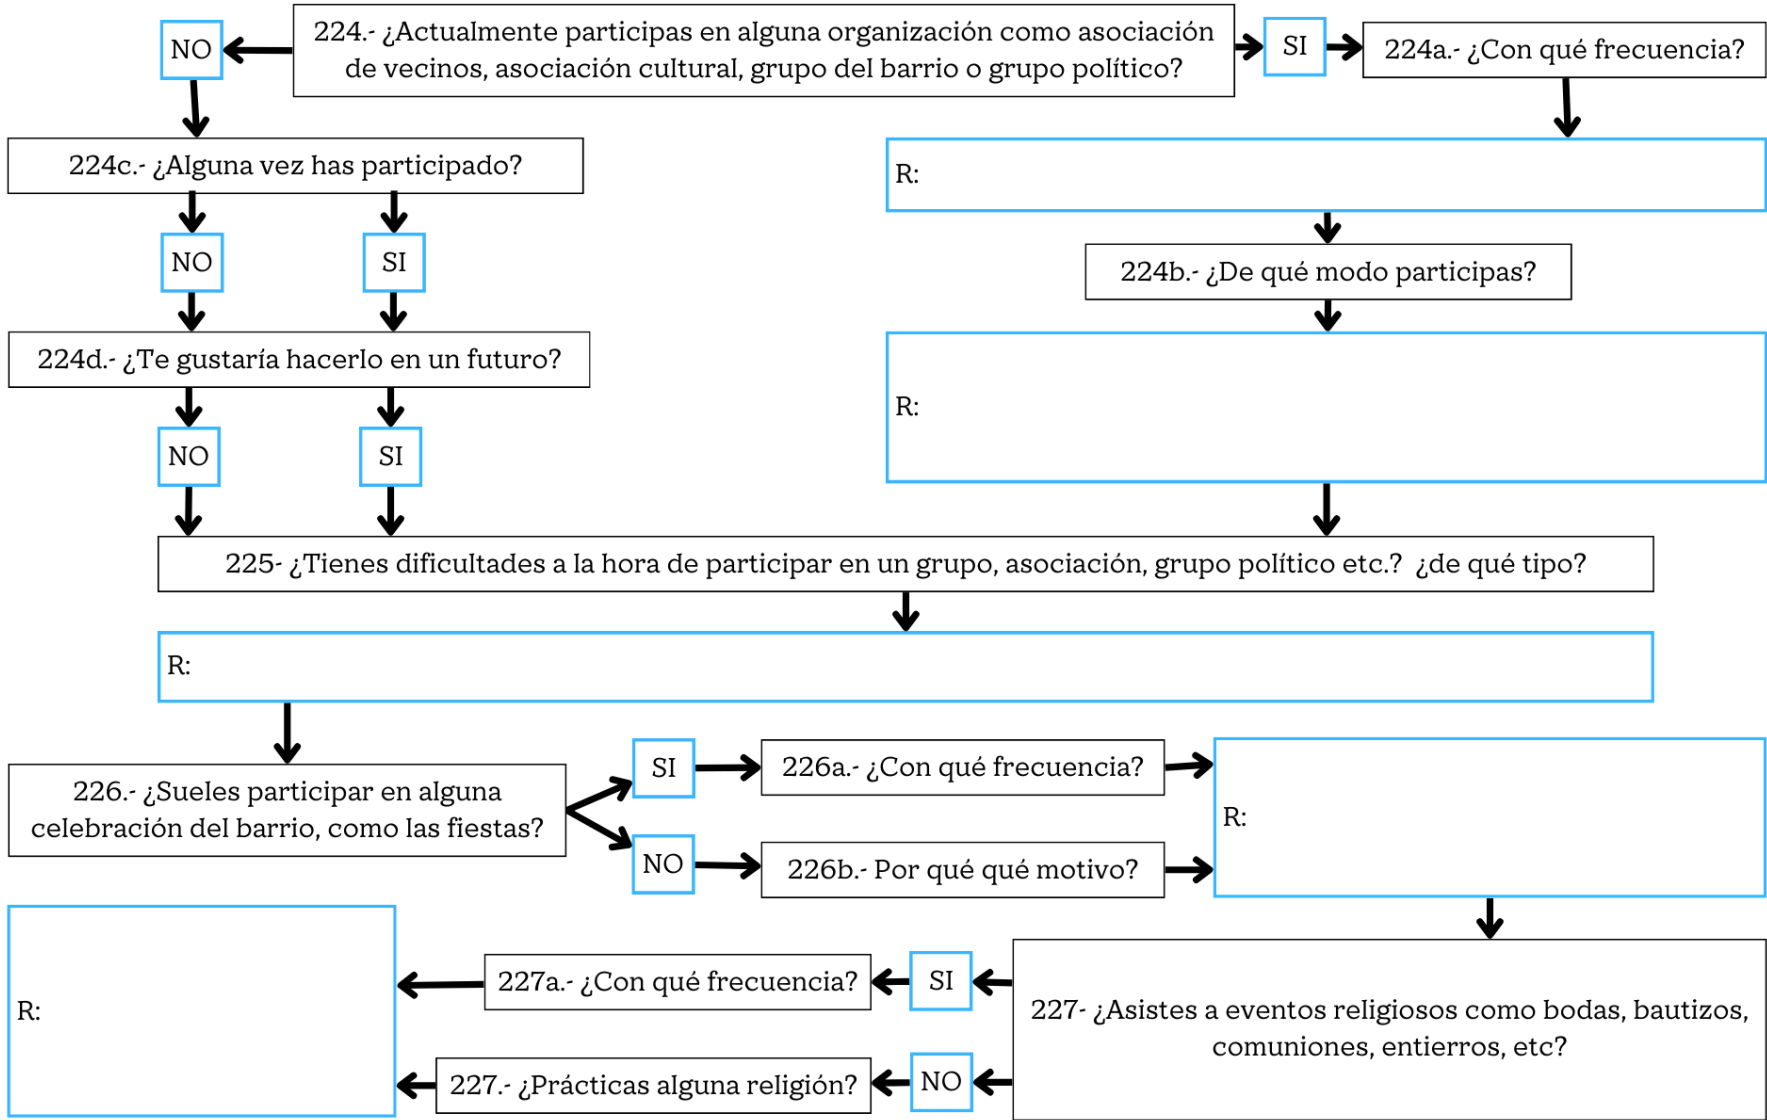 224.- ¿Actualmente participas en alguna organización como asociación
de vecinos, asociación cultural, grupo del barrio o grupo político?
NO
SI
224a.- ¿Con qué frecuencia?
R:
224b.- ¿De qué modo participas?
R:
224c.- ¿Alguna vez has participado?
NO
SI
224d.- ¿Te gustaría hacerlo en un futuro?
NO
SI
225- ¿Tienes dificultades a la hora de participar en un grupo, asociación, grupo político etc.? ¿de qué tipo?
R:
226.- ¿Sueles participar en alguna
celebración del barrio, como las fiestas?
SI
226a.- ¿Con qué frecuencia?
NO
226b.- Por qué qué motivo?
R:
227- ¿Asistes a eventos religiosos como bodas, bautizos,
comuniones, entierros, etc?
SI
227a.- ¿Con qué frecuencia?
NO
227.- ¿Prácticas alguna religión?
R: